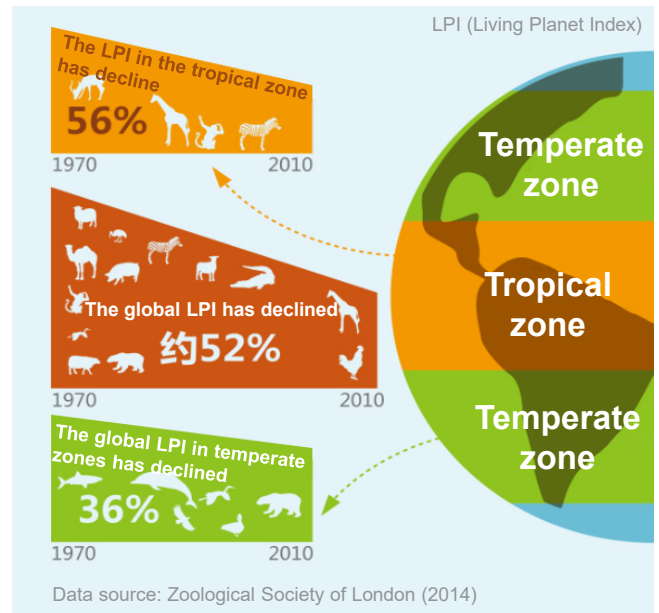 LPI (Living Planet Index)
The LPI in the tropical zone
has decline
56%
1970
2010
The global LPI has declined
约52%
1970
2010
The global LPI in temperate
zones has declined
36%
1970
2010
Temperate
zone
Tropical
zone
Temperate
zone
Data source: Zoological Society of London (2014)